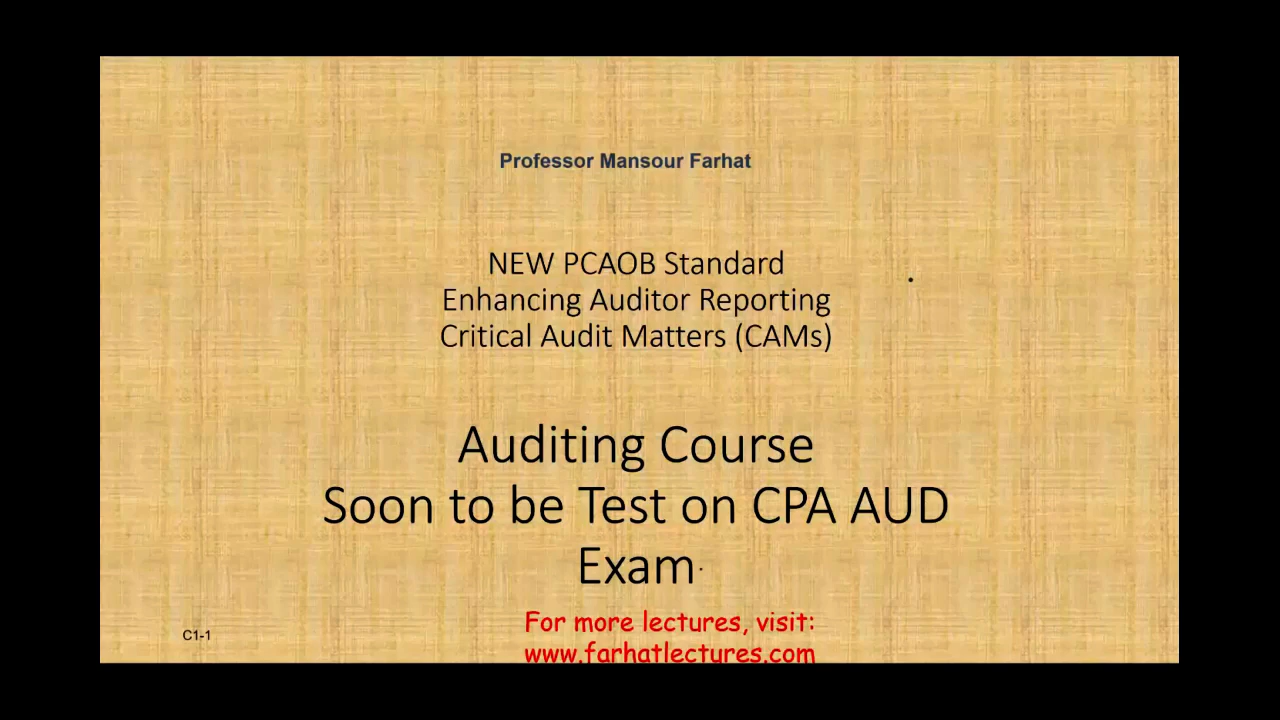 Professor Mansour Farhat
NEW PCAOB Standard
Enhancing Auditor Reporting
Critical Audit Matters (CAMs)
Auditing Course
Soon to be Test on CPA AUD
Exam
C1-1
For more lectures, visit:
www.farhatlectures.com